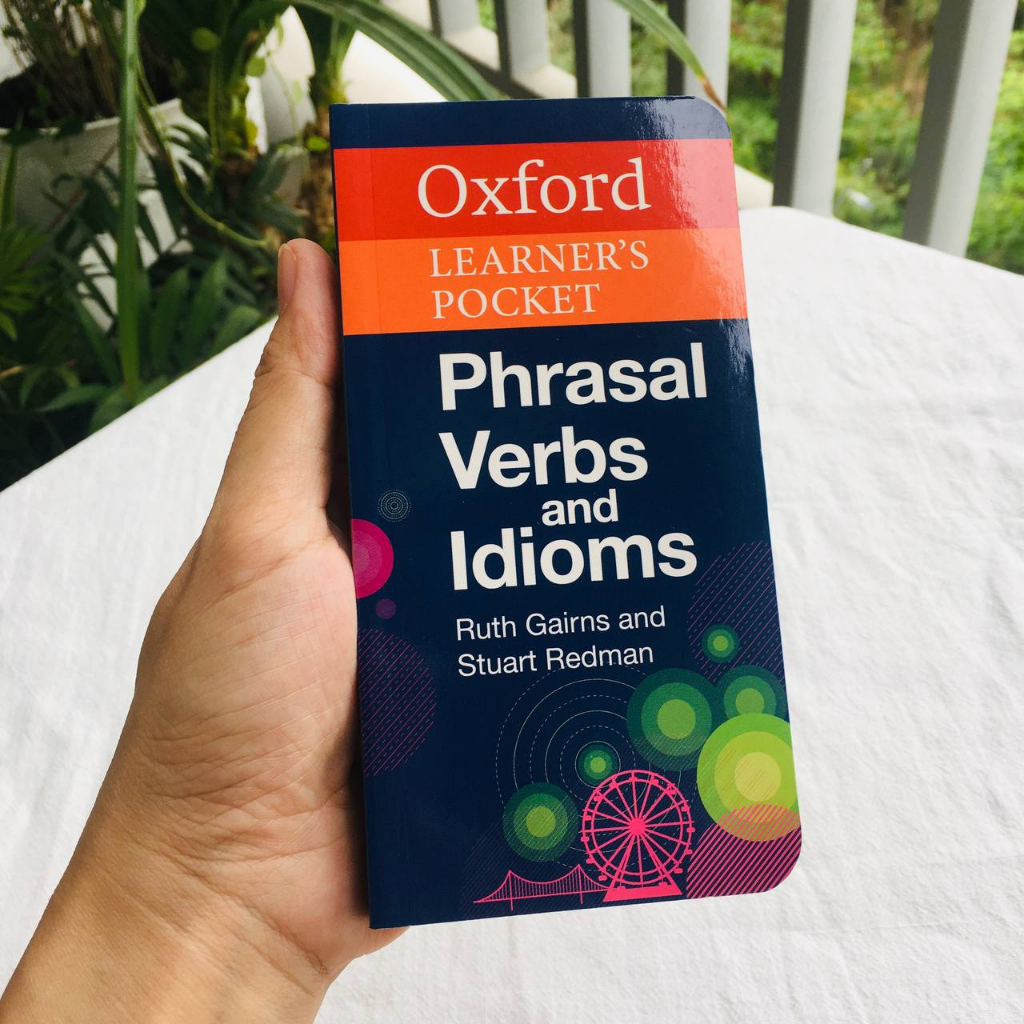 Oxford
LEARNER'S
POCKET
Phrasal
Verbs
and
Idioms
Ruth Gairns and
Stuart Redman